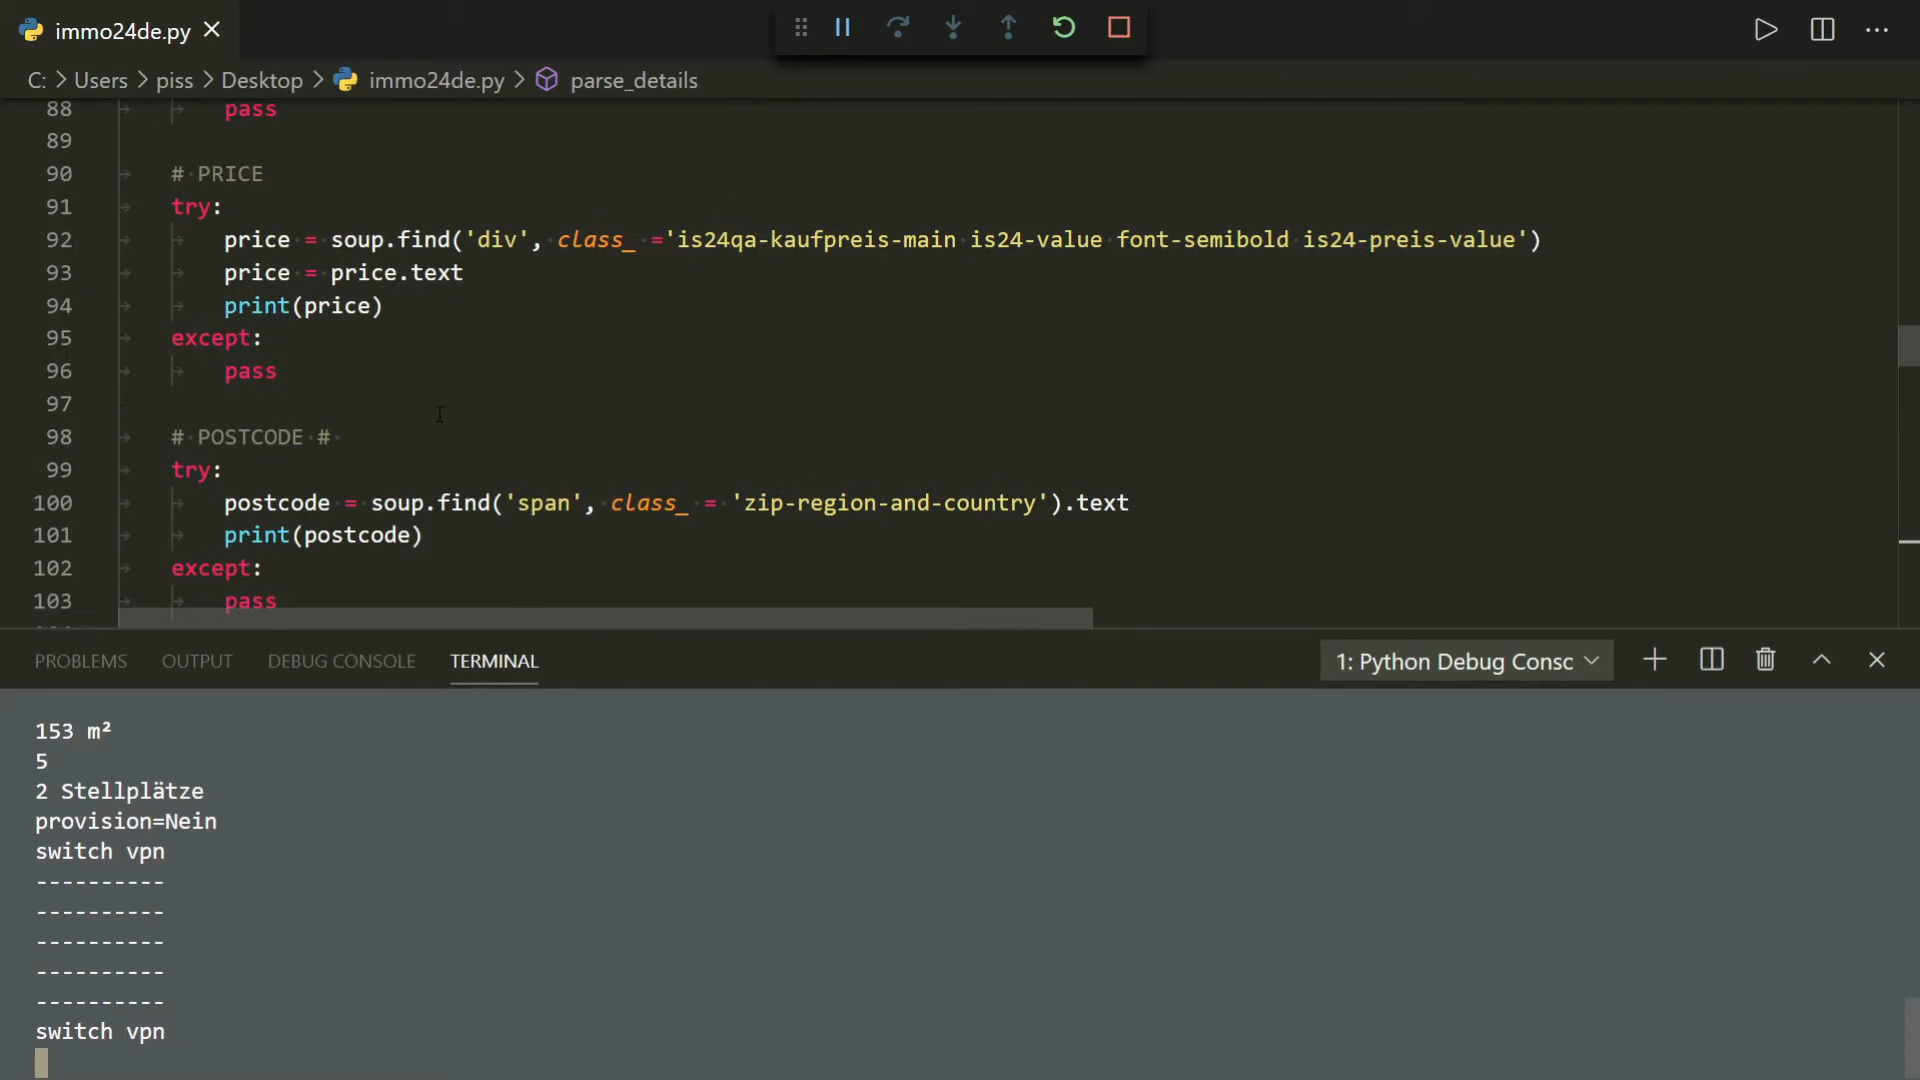 immo24de.py
C: > Users > piss > Desktop > immo24de.py > parse_details
88 pass
89
90 # PRICE
91 try:
92 price = soup.find('div', class_ ='is24qa-kaufpreis-main is24-value font-semibold is24-preis-value')
93 price = price.text
94 print(price)
95 except:
96 pass
97
98 # POSTCODE #
99 try:
100 postcode = soup.find('span', class_ = 'zip-region-and-country').text
101 print(postcode)
102 except:
103 pass
PROBLEMS OUTPUT DEBUG CONSOLE TERMINAL 1: Python Debug Consc
153 m²
5
2 Stellplätze
provision=Nein
switch vpn
----------
----------
----------
----------
----------
switch vpn